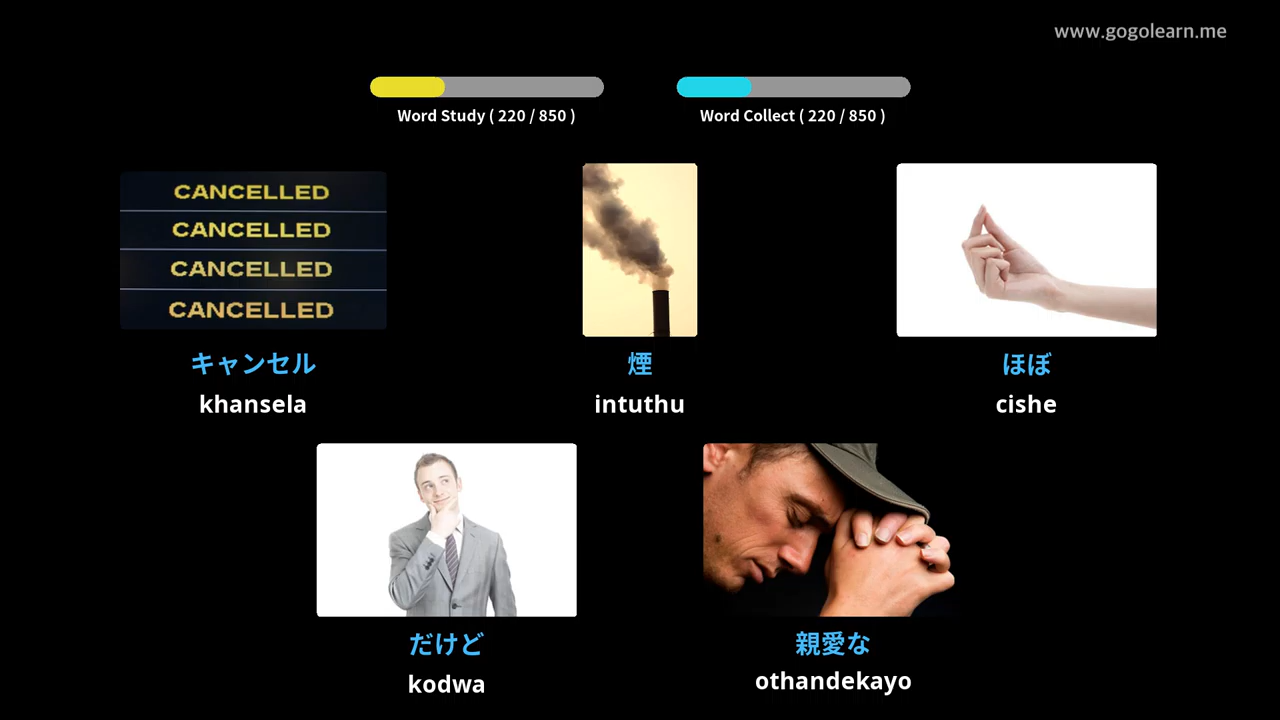 www.gogolearn.me
Word Study ( 220 / 850 )
Word Collect ( 220 / 850 )
CANCELLED
CANCELLED
CANCELLED
CANCELLED
キャンセル
khansela
煙
intuthu
ほぼ
cishe
だけど
kodwa
親愛な
othandekayo